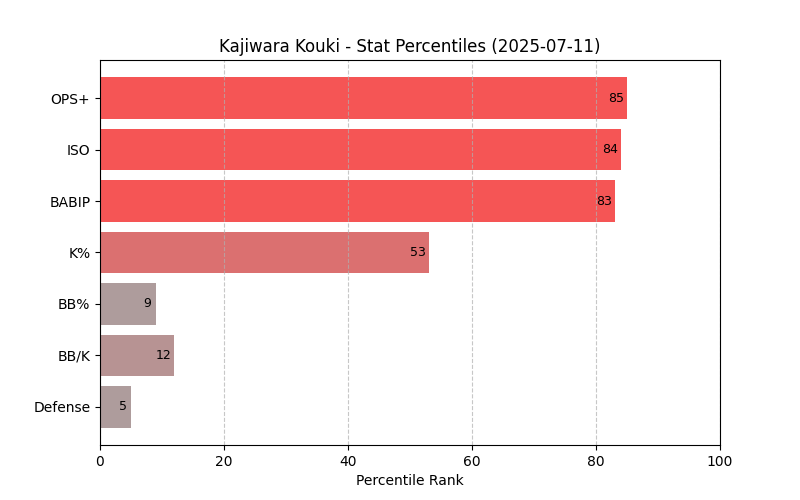 Kajiwara Kouki - Stat Percentiles (2025-07-11)
OPS+ 85
ISO 84
BABIP 83
K% 53
BB% 9
BB/K 12
Defense 5
0 20 40 60 80 100
Percentile Rank